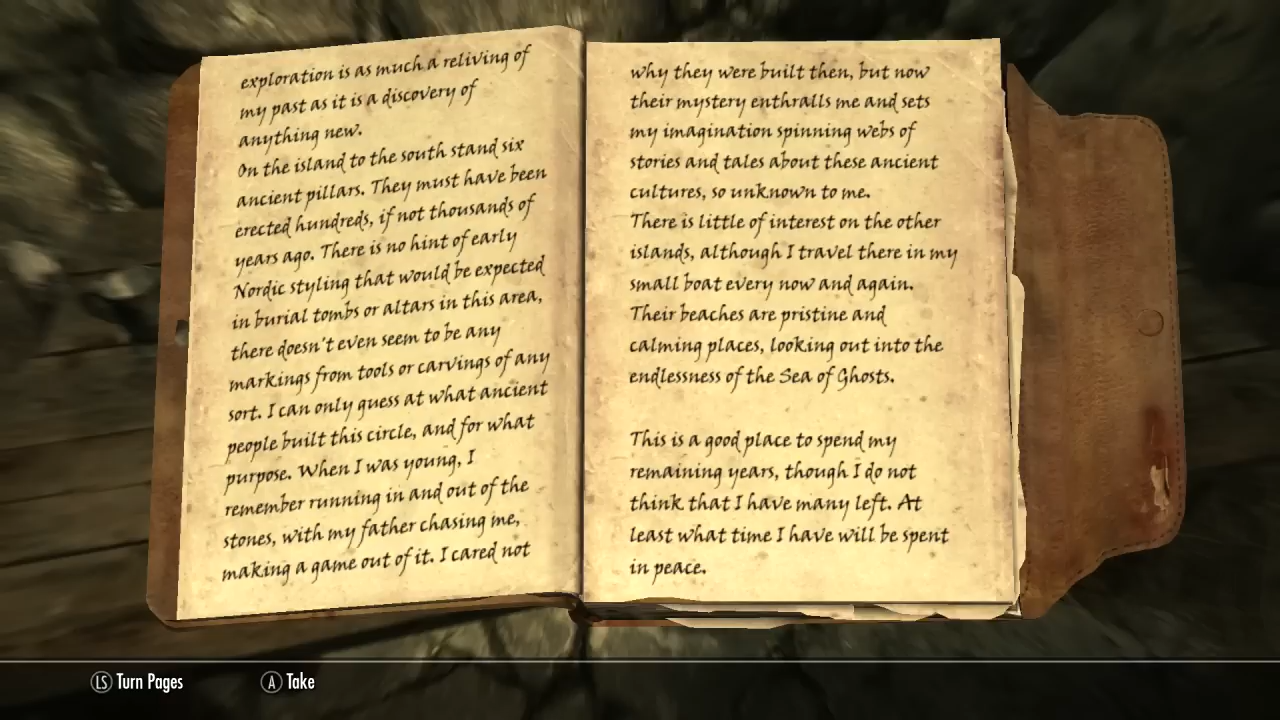 exploration is as much a reliving of
my past as it is a discovery of
anything new.
On the island to the south stand six
ancient pillars. They must have been
erected hundreds, if not thousands of
years ago. There is no hint of early
Nordic styling that would be expected
in burial tombs or altars in this area,
there doesn't even seem to be any
markings from tools or carvings of any
sort. I can only guess at what ancient
people built this circle, and for what
purpose. When I was young, I
remember running in and out of the
stones, with my father chasing me,
making a game out of it. I cared not
why they were built then, but now
their mystery enthralls me and sets
my imagination spinning webs of
stories and tales about these ancient
cultures, so unknown to me.
There is little of interest on the other
islands, although I travel there in my
small boat every now and again.
Their beaches are pristine and
calming places, looking out into the
endlessness of the Sea of Ghosts.
This is a good place to spend my
remaining years, though I do not
think that I have many left. At
least what time I have will be spent
in peace.
LS Turn Pages
A Take